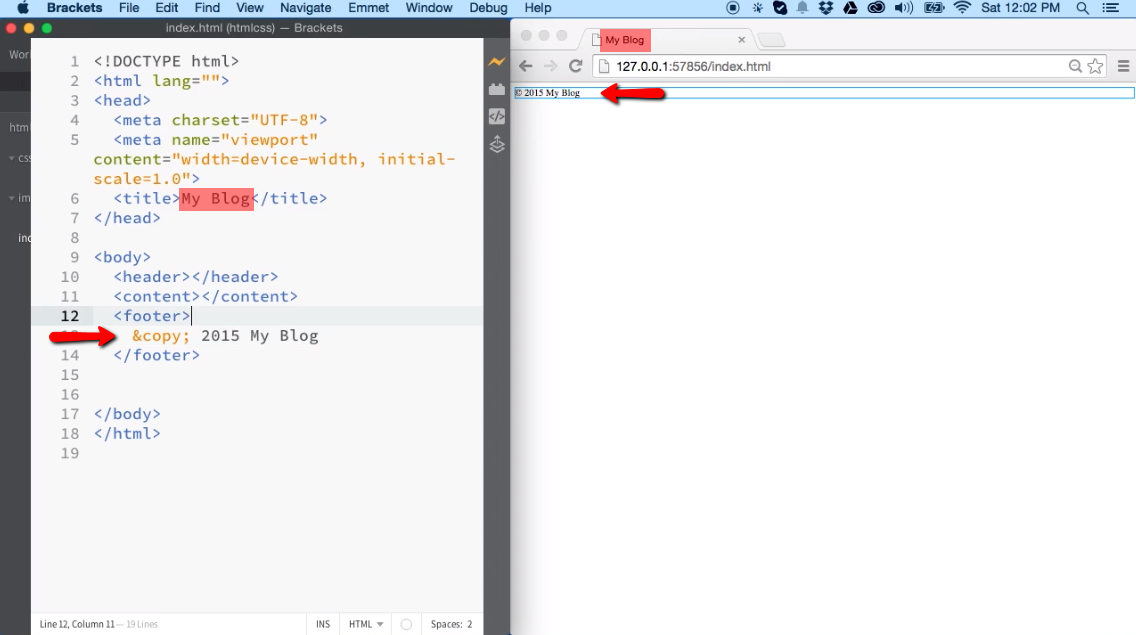 Brackets File Edit Find View Navigate Emmet Window Debug Help Sat 12:02 PM
index.html (htmlcss) — Brackets
Wor
html
css
im
ind
1 <!DOCTYPE html>
2 <html lang="">
3 <head>
4 <meta charset="UTF-8">
5 <meta name="viewport"
content="width=device-width, initial-
scale=1.0">
6 <title>My Blog</title>
7 </head>
8
9 <body>
10 <header></header>
11 <content></content>
12 <footer>
&copy; 2015 My Blog
14 </footer>
15
16
17 </body>
18 </html>
19
Line 12, Column 11 — 19 Lines
INS HTML Spaces: 2
My Blog
127.0.0.1:57856/index.html
© 2015 My Blog